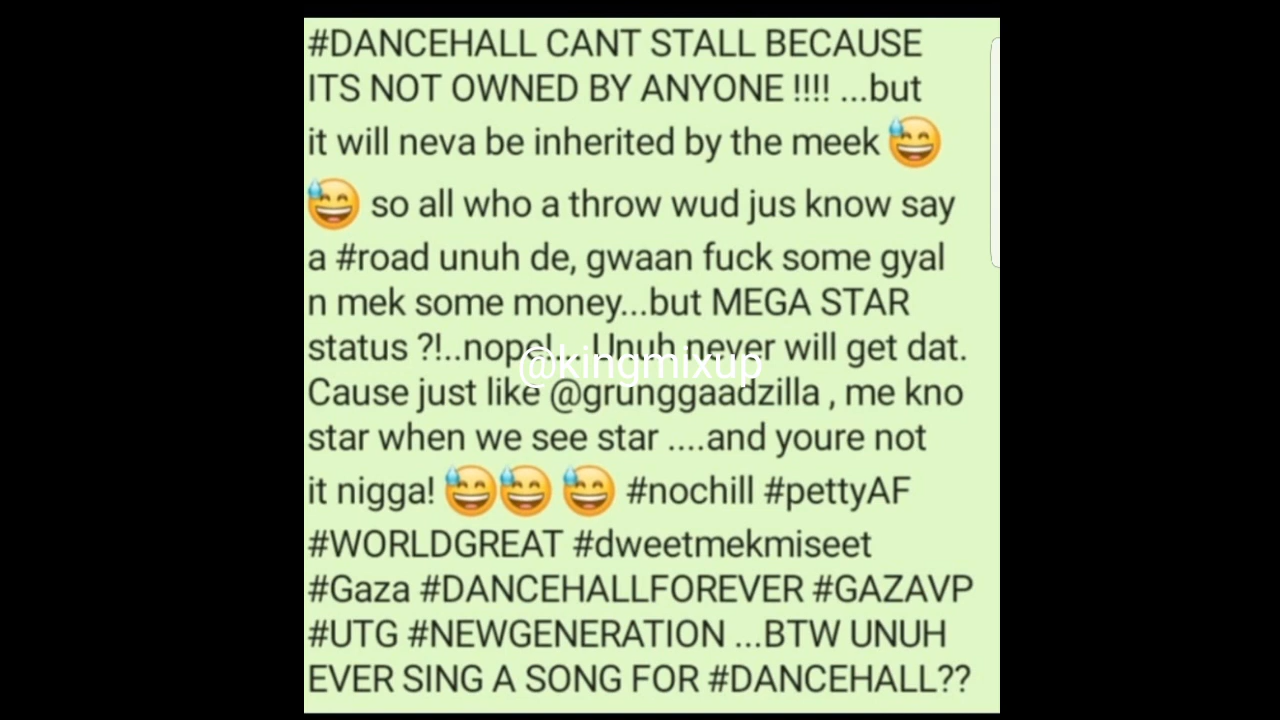 #DANCEHALL CANT STALL BECAUSE
ITS NOT OWNED BY ANYONE !!!! ...but
it will neva be inherited by the meek 😅
😅 so all who a throw wud jus know say
a #road unuh de, gwaan fuck some gyal
n mek some money...but MEGA STAR
status ?!..nope!... Unuh never will get dat.
@kingmixup
Cause just like @grunggaadzilla , me kno
star when we see star ....and youre not
it nigga! 😅😅 😅 #nochill #pettyAF
#WORLDGREAT #dweetmekmiseet
#Gaza #DANCEHALLFOREVER #GAZAVP
#UTG #NEWGENERATION ...BTW UNUH
EVER SING A SONG FOR #DANCEHALL??